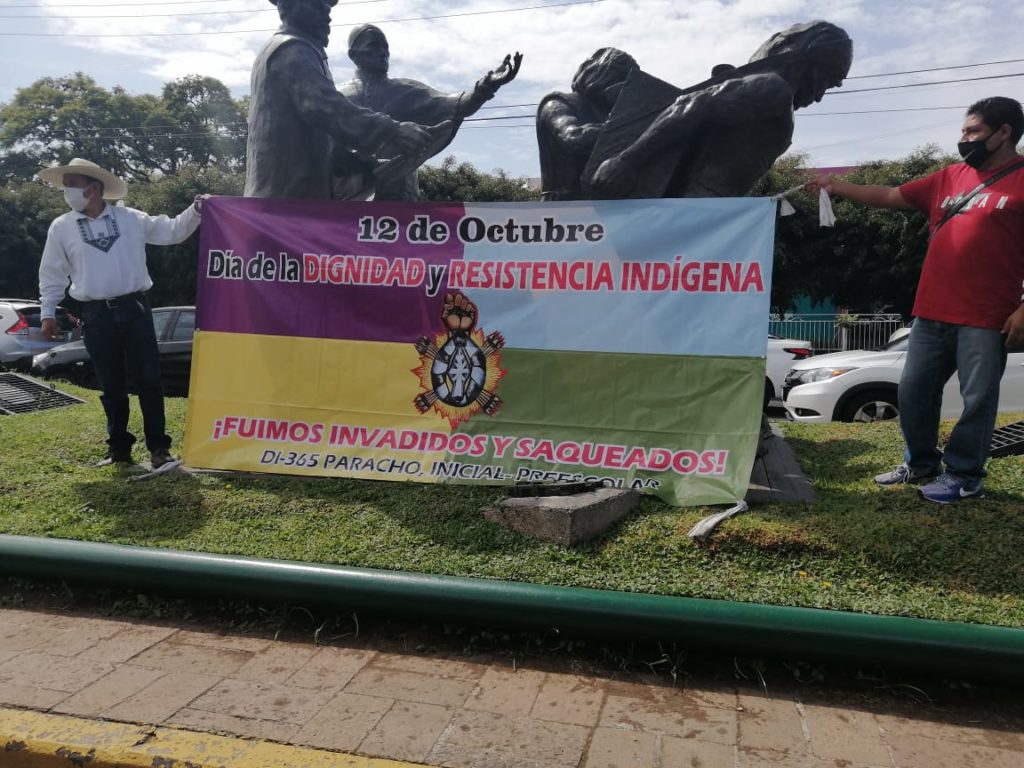 12 de Octubre
Día de la DIGNIDAD y RESISTENCIA INDÍGENA
¡FUIMOS INVADIDOS Y SAQUEADOS!
DI-365 PARACHO, INICIAL- PREESCOLAR